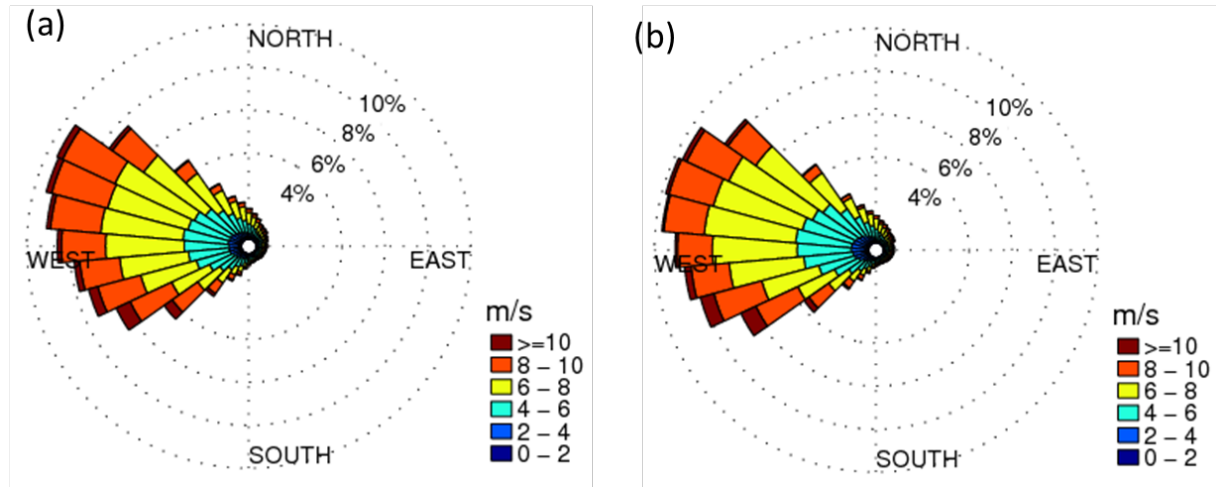 (a)
NORTH
10%
8%
6%
4%
WEST
EAST
SOUTH
m/s
>=10
8 – 10
6 – 8
4 – 6
2 – 4
0 – 2
(b)
NORTH
10%
8%
6%
4%
WEST
EAST
SOUTH
m/s
>=10
8 – 10
6 – 8
4 – 6
2 – 4
0 – 2